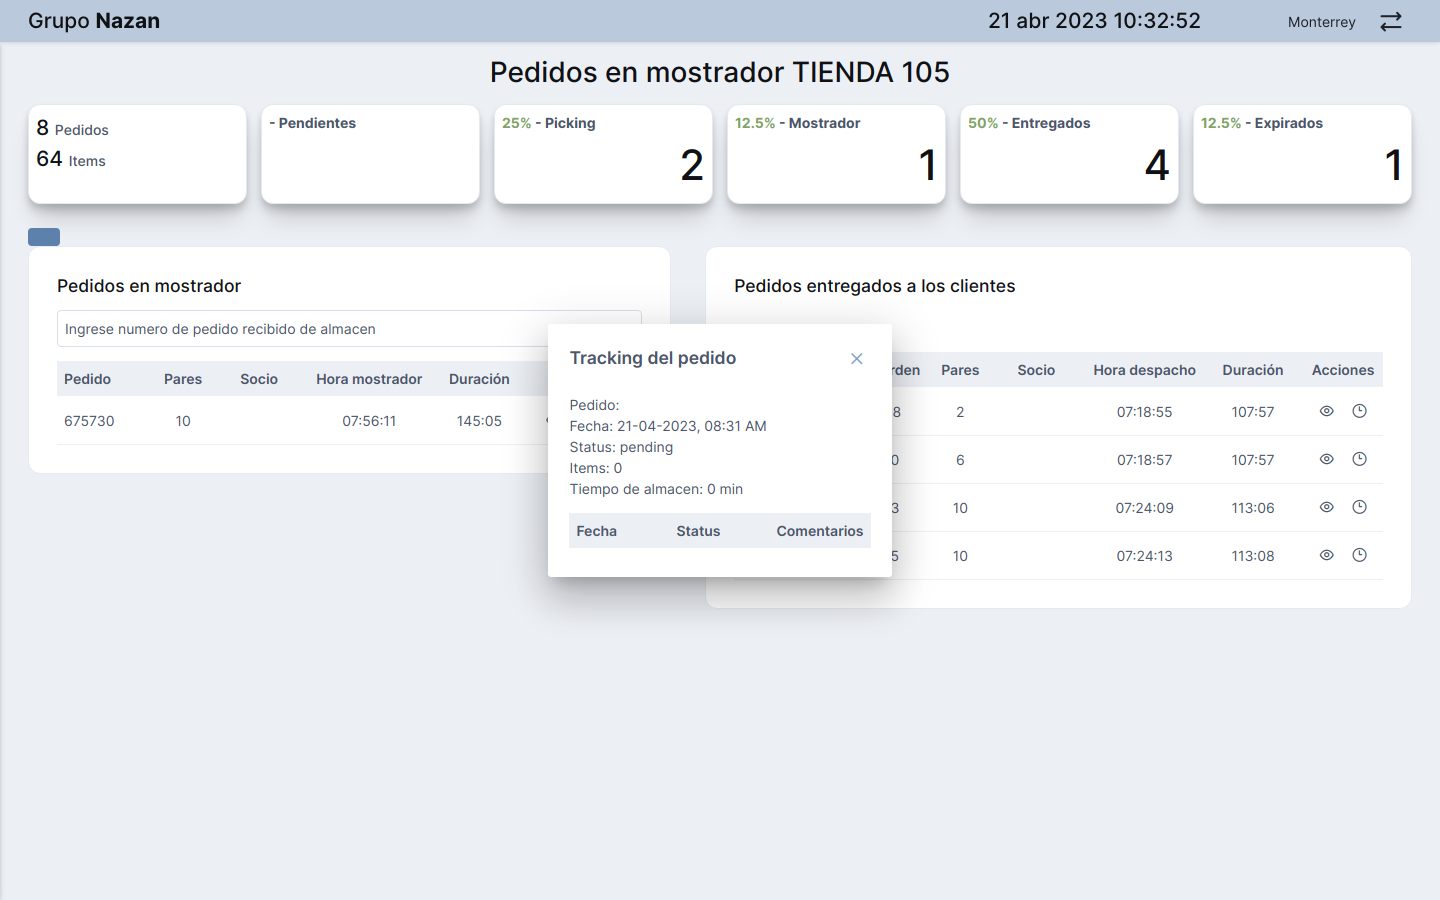 Grupo Nazan
21 abr 2023 10:32:52
Monterrey
Pedidos en mostrador TIENDA 105
8 Pedidos
64 Items
- Pendientes
25% - Picking
2
12.5% - Mostrador
1
50% - Entregados
4
12.5% - Expirados
1
Pedidos en mostrador
Ingrese numero de pedido recibido de almacen
Pedido Pares Socio Hora mostrador Duración
675730 10 07:56:11 145:05
Tracking del pedido
Pedido:
Fecha: 21-04-2023, 08:31 AM
Status: pending
Items: 0
Tiempo de almacen: 0 min
Fecha Status Comentarios
Pedidos entregados a los clientes
rden Pares Socio Hora despacho Duración Acciones
8 2 07:18:55 107:57
0 6 07:18:57 107:57
3 10 07:24:09 113:06
5 10 07:24:13 113:08